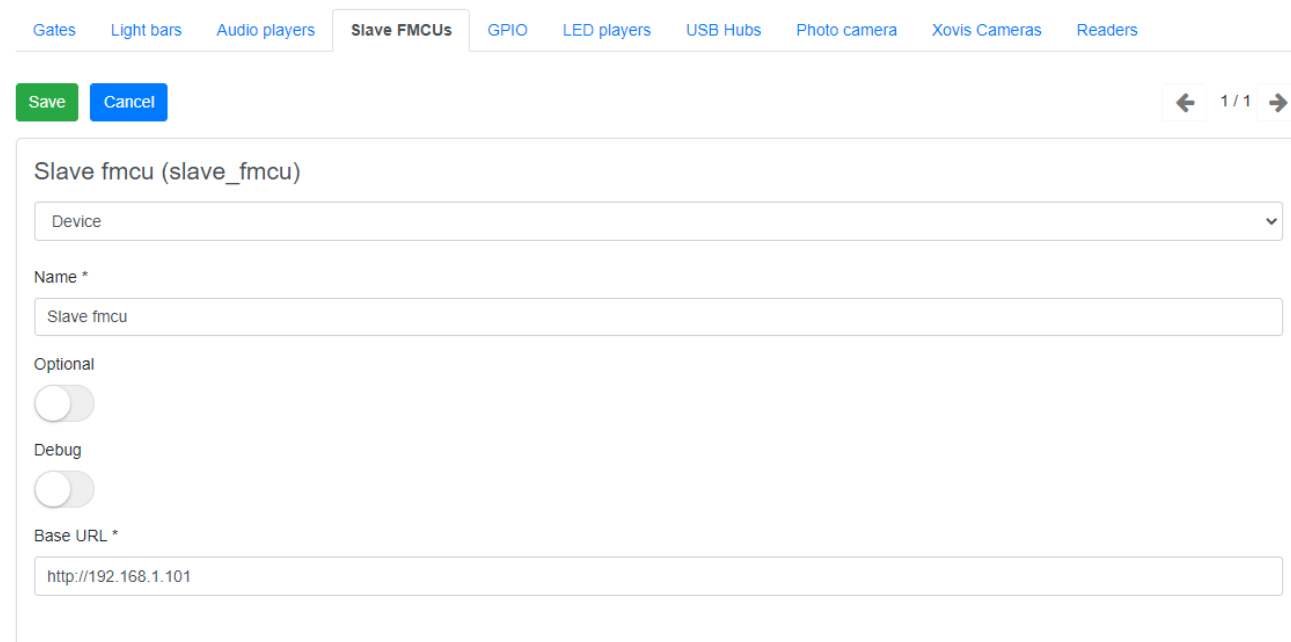 Gates Light bars Audio players Slave FMCUs GPIO LED players USB Hubs Photo camera Xovis Cameras Readers
Save Cancel 1 / 1
Slave fmcu (slave_fmcu)
Device
Name *
Slave fmcu
Optional
Debug
Base URL *
http://192.168.1.101